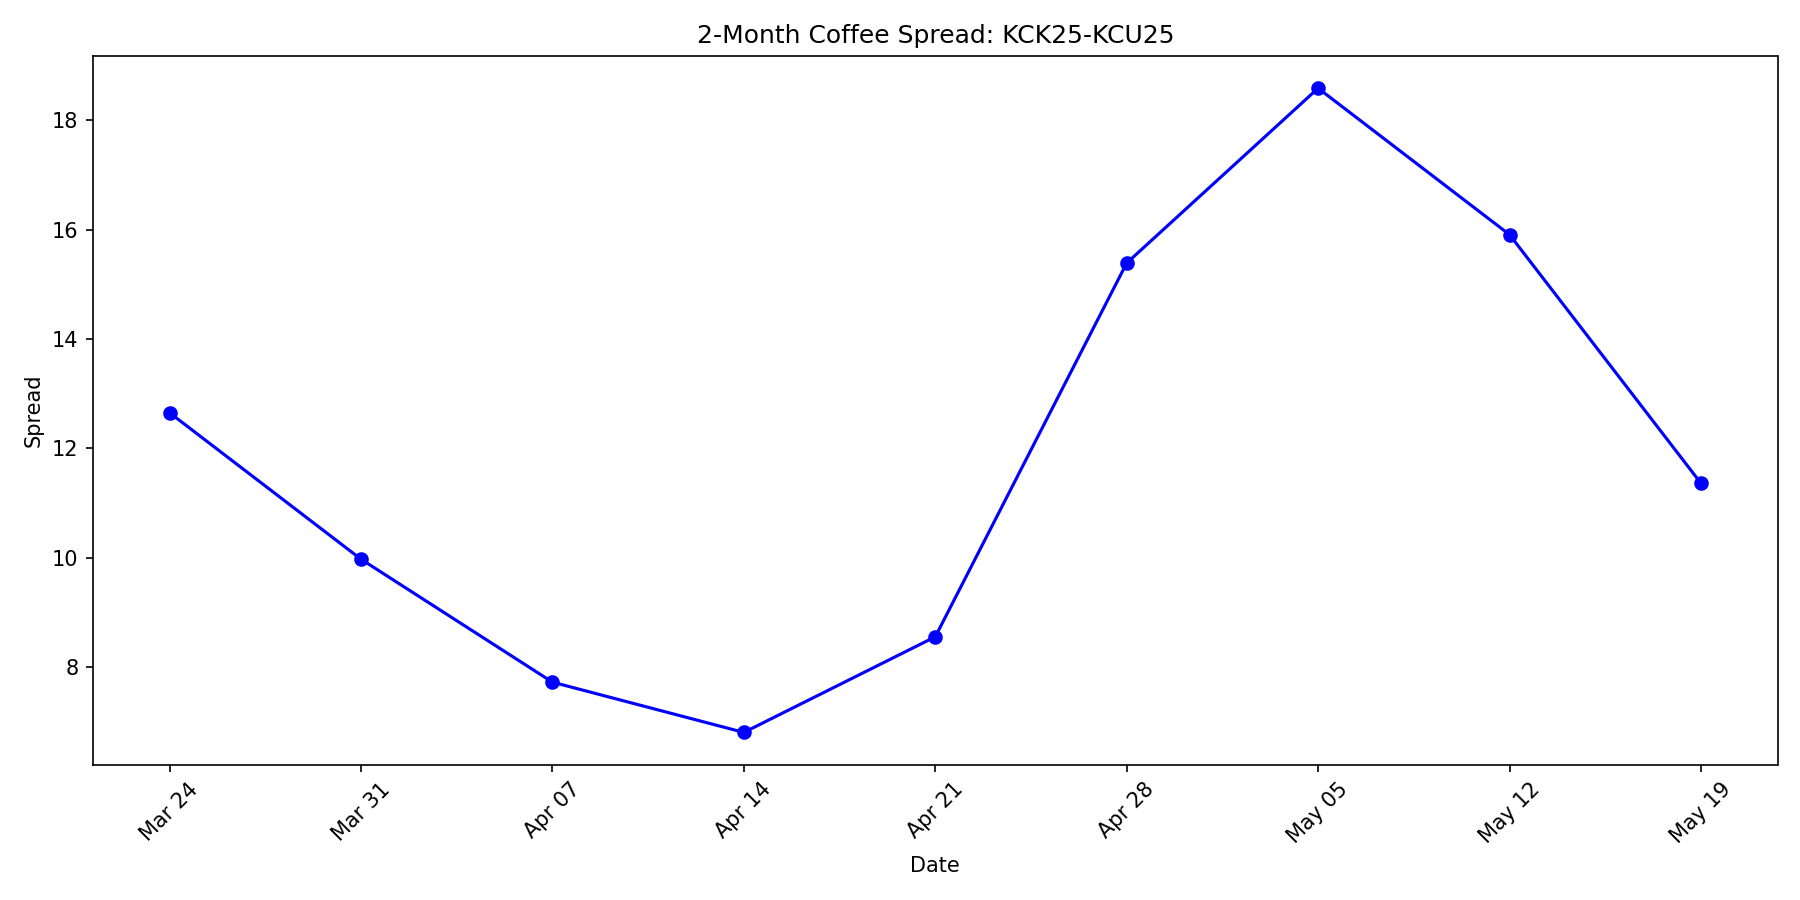 2-Month Coffee Spread: KCK25-KCU25
Spread
18
16
14
12
10
8
Mar 24
Mar 31
Apr 07
Apr 14
Apr 21
Apr 28
May 05
May 12
May 19
Date